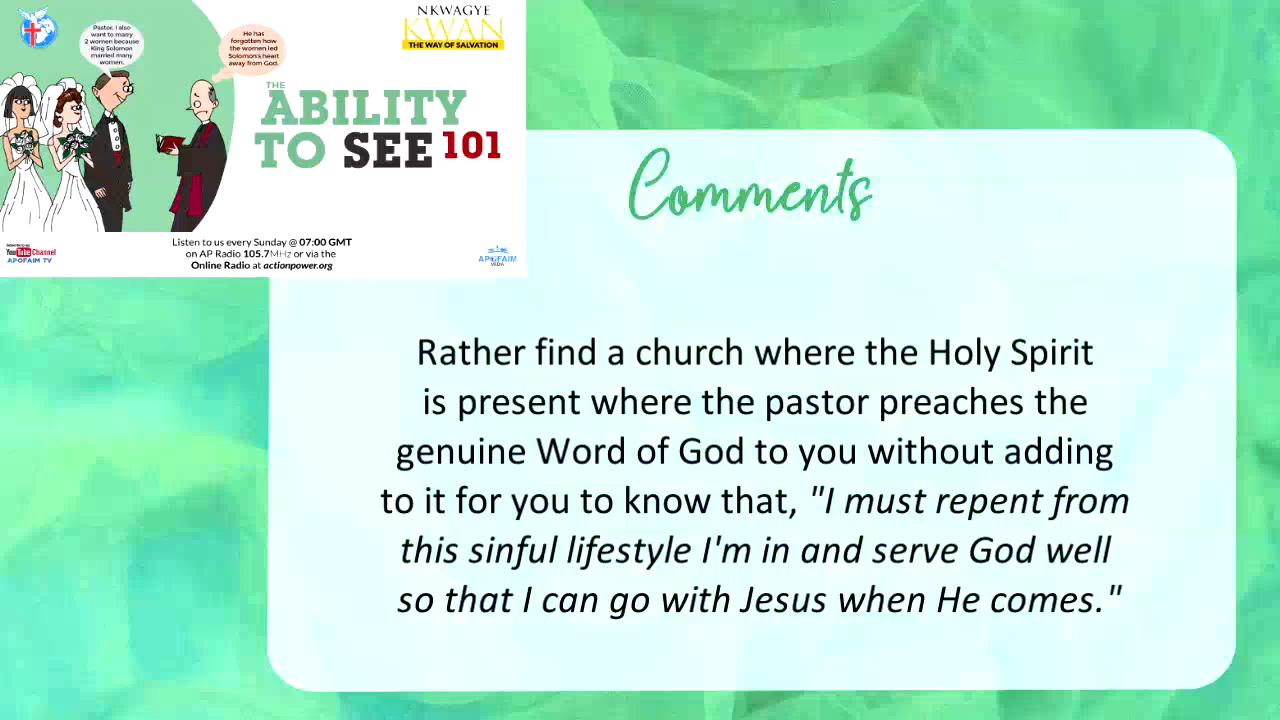 Pastor, I also
want to marry
2 women because
King Solomon
married many
women.
He has
forgotten how
the women led
Solomon's heart
away from God.
NKWAGYE
KWAN
THE WAY OF SALVATION
THE
ABILITY
TO SEE 101
YouTube Channel
APOFAIM TV
Listen to us every Sunday @ 07:00 GMT
on AP Radio 105.7MHz or via the
Online Radio at actionpower.org
APOFAIM
MEDIA
Comments
Rather find a church where the Holy Spirit
is present where the pastor preaches the
genuine Word of God to you without adding
to it for you to know that, "I must repent from
this sinful lifestyle I'm in and serve God well
so that I can go with Jesus when He comes."